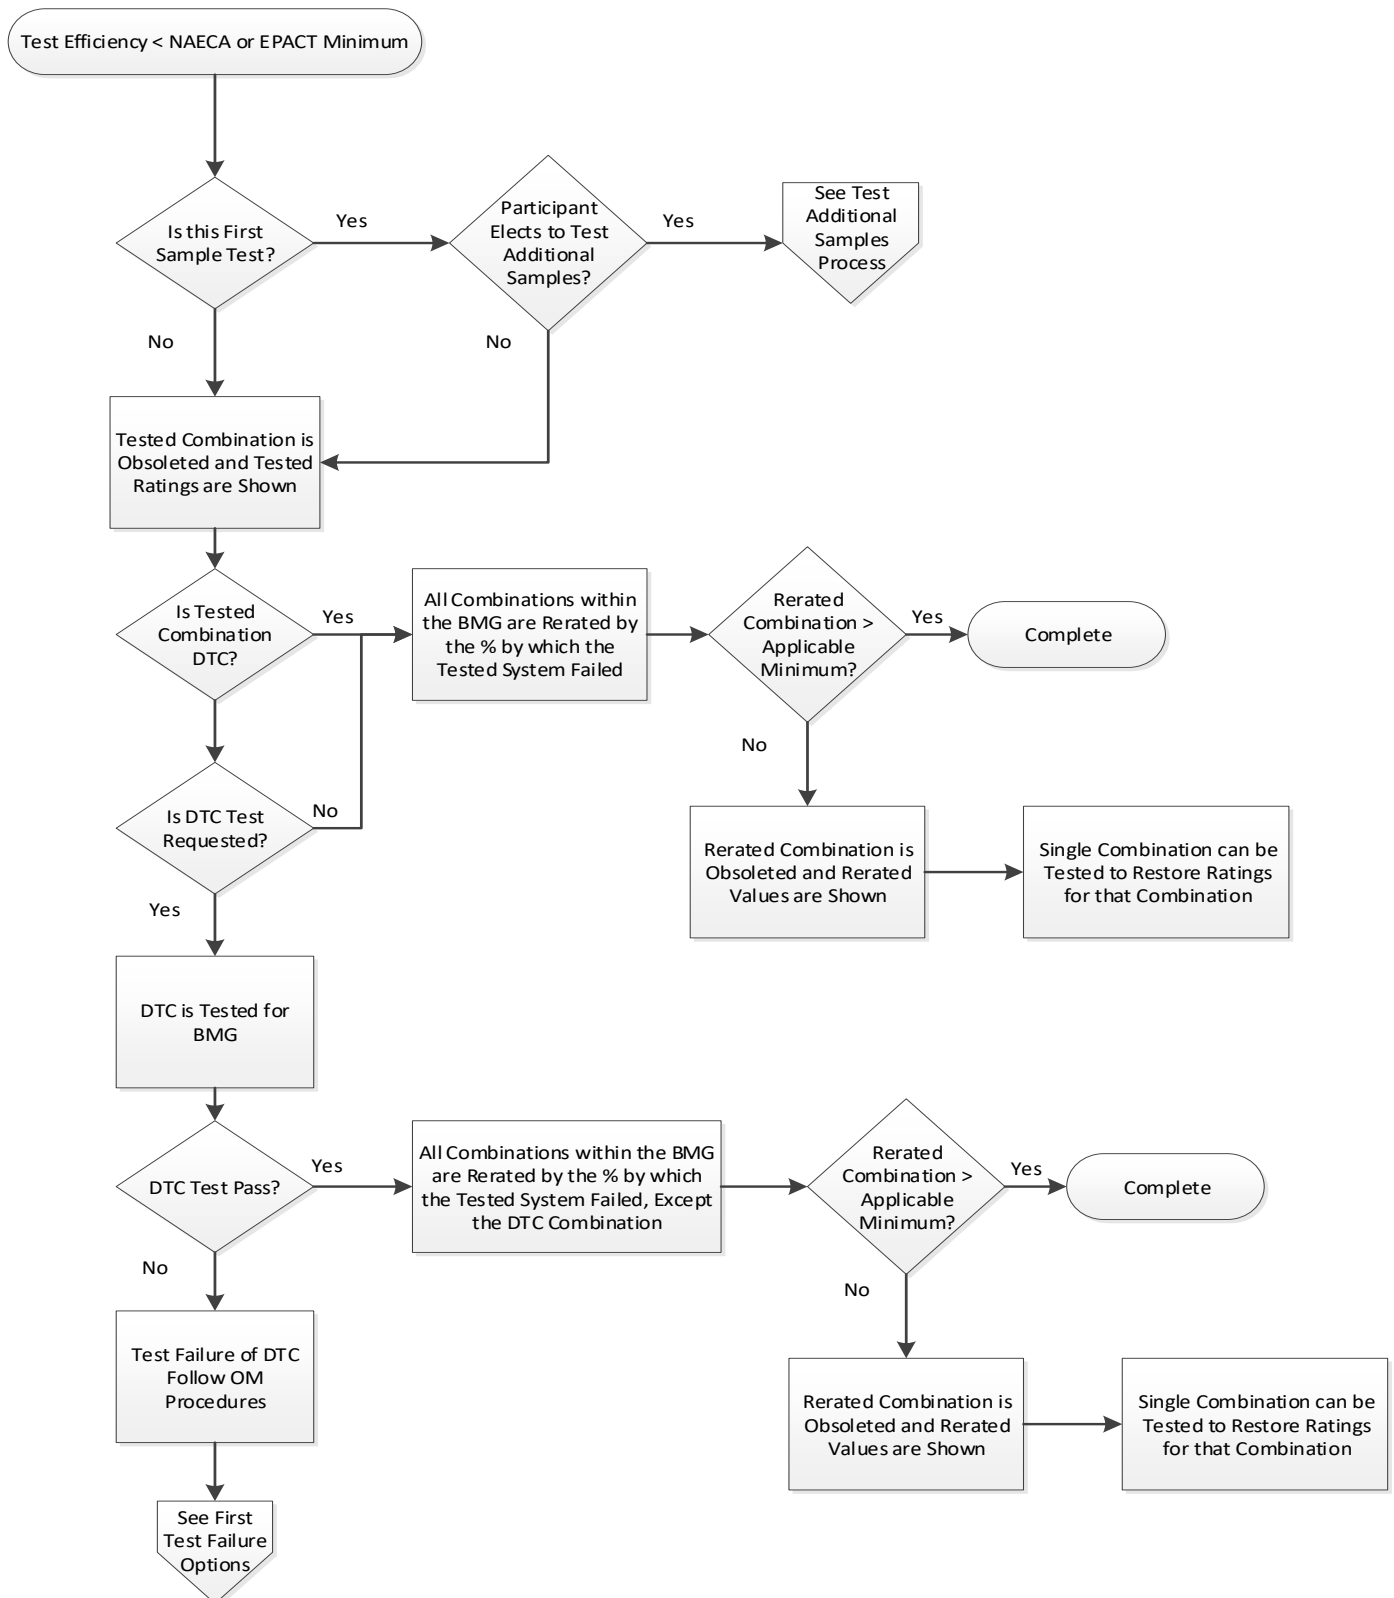 Test Efficiency < NAECA or EPACT Minimum
Is this First
Sample Test?
Yes
Participant
Elects to Test
Additional
Samples?
Yes
See Test
Additional
Samples
Process
No
No
Tested Combination is
Obsoleted and Tested
Ratings are Shown
Is Tested
Combination
DTC?
Yes
All Combinations within
the BMG are Rerated by
the % by which the
Tested System Failed
Rerated
Combination >
Applicable
Minimum?
Yes
Complete
No
Is DTC Test
Requested?
No
Rerated Combination is
Obsoleted and Rerated
Values are Shown
Single Combination can be
Tested to Restore Ratings
for that Combination
Yes
DTC is Tested for
BMG
DTC Test Pass?
Yes
All Combinations within the BMG
are Rerated by the % by which
the Tested System Failed, Except
the DTC Combination
Rerated
Combination >
Applicable
Minimum?
Yes
Complete
No
No
Test Failure of DTC
Follow OM
Procedures
Rerated Combination is
Obsoleted and Rerated
Values are Shown
Single Combination can be
Tested to Restore Ratings
for that Combination
See First
Test Failure
Options